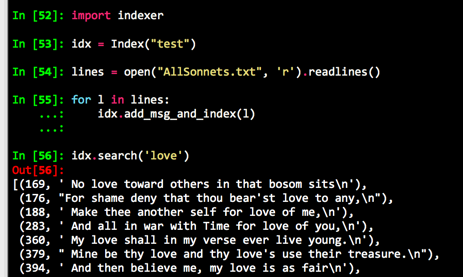 In [52]: import indexer
In [53]: idx = Index("test")
In [54]: lines = open("AllSonnets.txt", 'r').readlines()
In [55]: for l in lines:
   ...:     idx.add_msg_and_index(l)
   ...:
In [56]: idx.search('love')
Out[56]:
[(169, ' No love toward others in that bosom sits\n'),
 (176, "For shame deny that thou bear'st love to any,\n"),
 (188, ' Make thee another self for love of me,\n'),
 (283, ' And all in war with Time for love of you,\n'),
 (360, ' My love shall in my verse ever live young.\n'),
 (379, " Mine be thy love and thy love's use their treasure.\n"),
 (394, ' And then believe me, my love is as fair\n'),